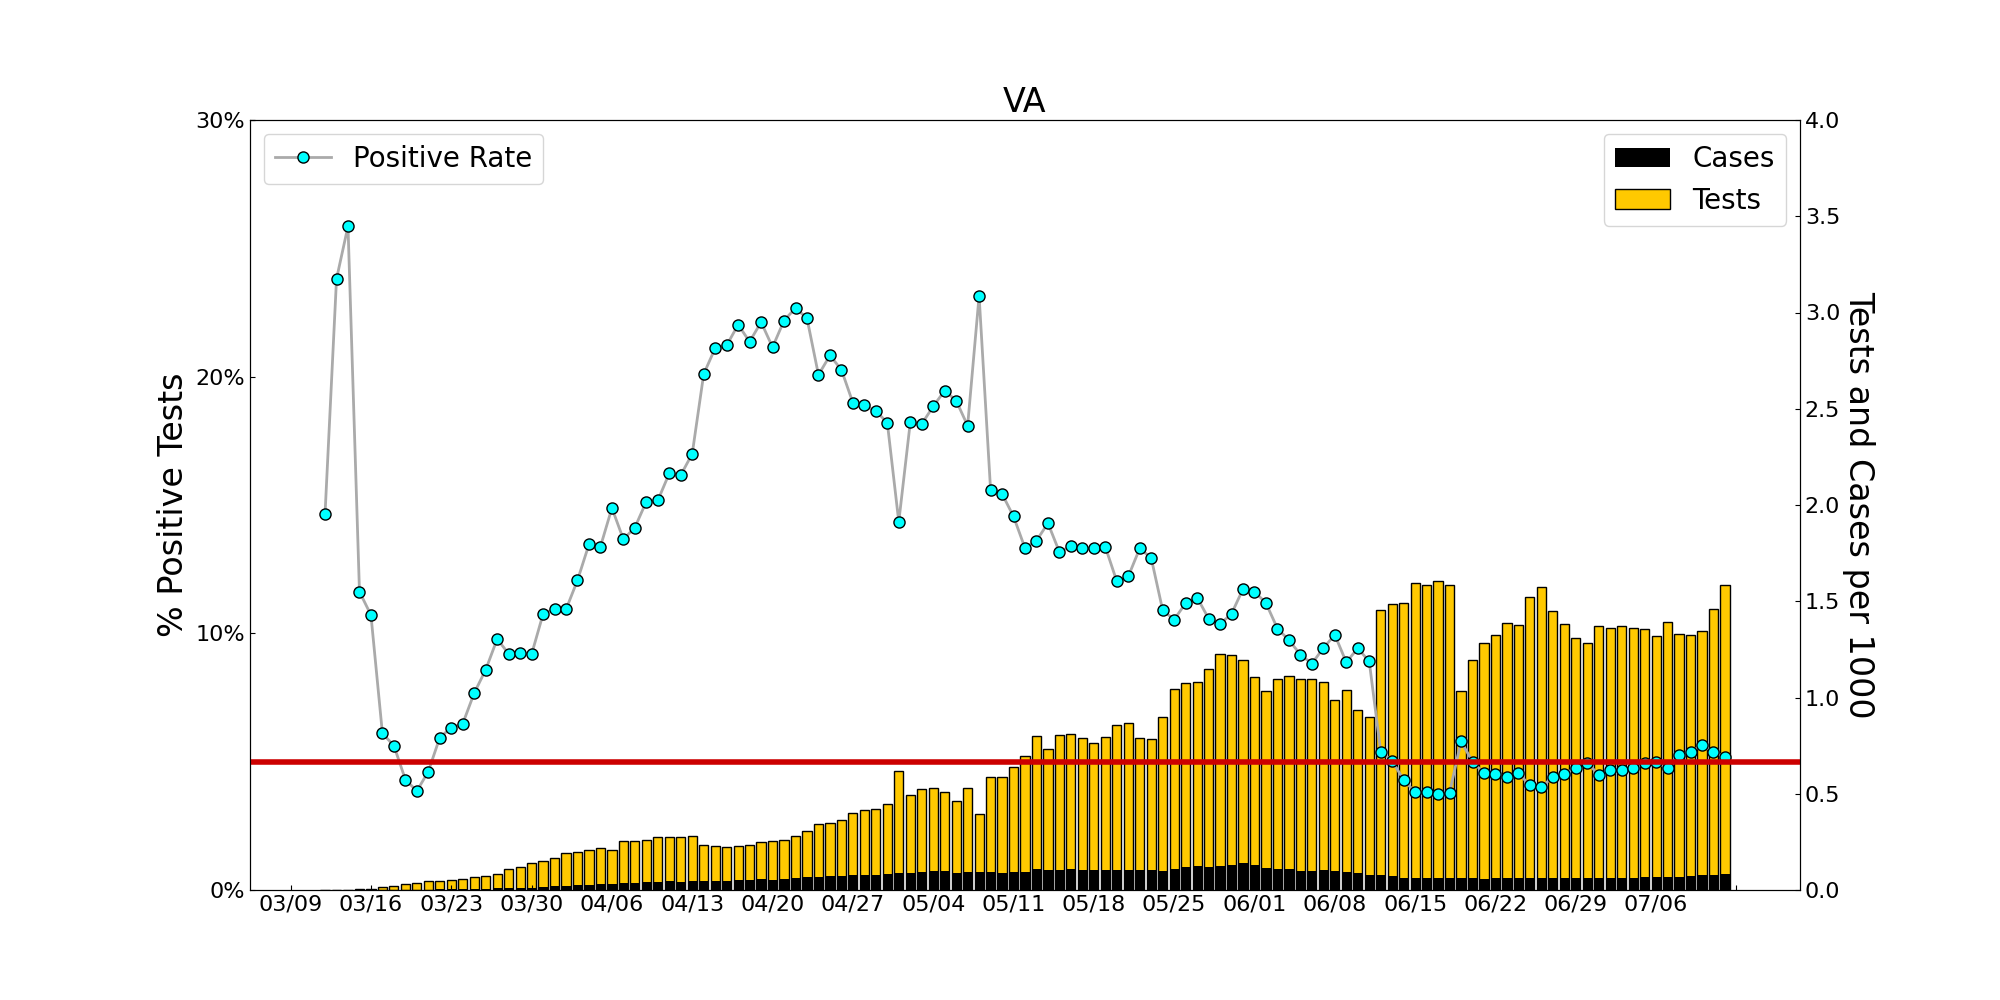 VA
30%
20%
10%
0%
% Positive Tests
Positive Rate
Cases
Tests
4.0
3.5
3.0
2.5
2.0
1.5
1.0
0.5
0.0
Tests and Cases per 1000
03/09 03/16 03/23 03/30 04/06 04/13 04/20 04/27 05/04 05/11 05/18 05/25 06/01 06/08 06/15 06/22 06/29 07/06